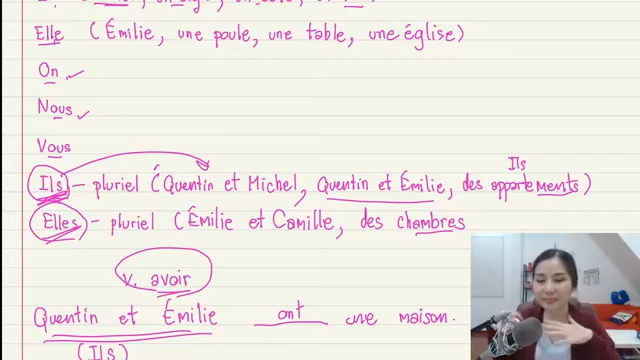 Elle (Émilie, une poule, une table, une église)
On
Nous
Vous
Ils
Ils - pluriel (Quentin et Michel, Quentin et Émilie, des appartements)
Elles - pluriel (Émilie et Camille, des chambres
v. avoir
Quentin et Émilie ont une maison.
(Ils)